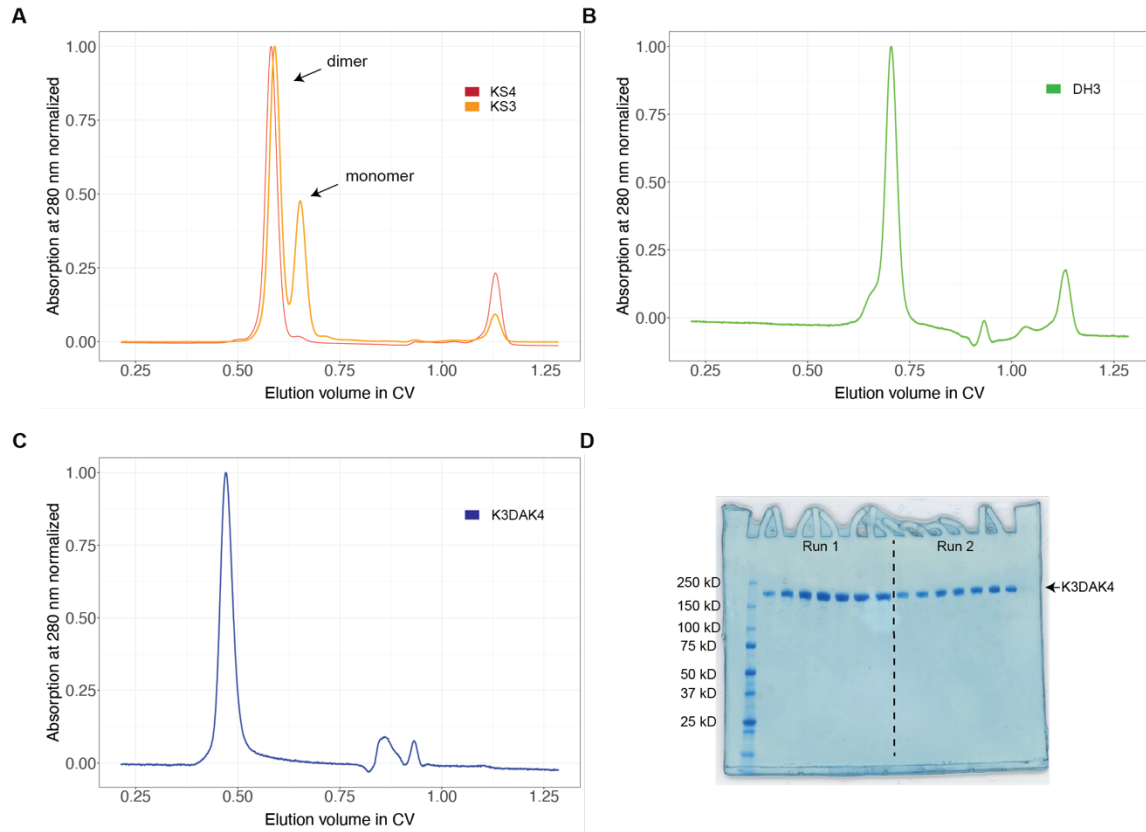 A
Absorption at 280 nm normalized
1.00
0.75
0.50
0.25
0.00
dimer
monomer
KS4
KS3
0.25 0.50 0.75 1.00 1.25
Elution volume in CV
B
Absorption at 280 nm normalized
1.00
0.75
0.50
0.25
0.00
DH3
0.25 0.50 0.75 1.00 1.25
Elution volume in CV
C
Absorption at 280 nm normalized
1.00
0.75
0.50
0.25
0.00
K3DAK4
0.25 0.50 0.75 1.00 1.25
Elution volume in CV
D
Run 1 Run 2
250 kD
150 kD
100 kD
75 kD
50 kD
37 kD
25 kD
K3DAK4